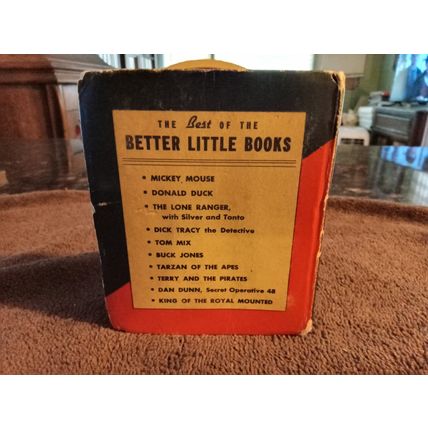 THE Best OF THE
BETTER LITTLE BOOKS
• MICKEY MOUSE
• DONALD DUCK
• THE LONE RANGER,
with Silver and Tonto
• DICK TRACY the Detective
• TOM MIX
• BUCK JONES
• TARZAN OF THE APES
• TERRY AND THE PIRATES
• DAN DUNN, Secret Operative 48
• KING OF THE ROYAL MOUNTED